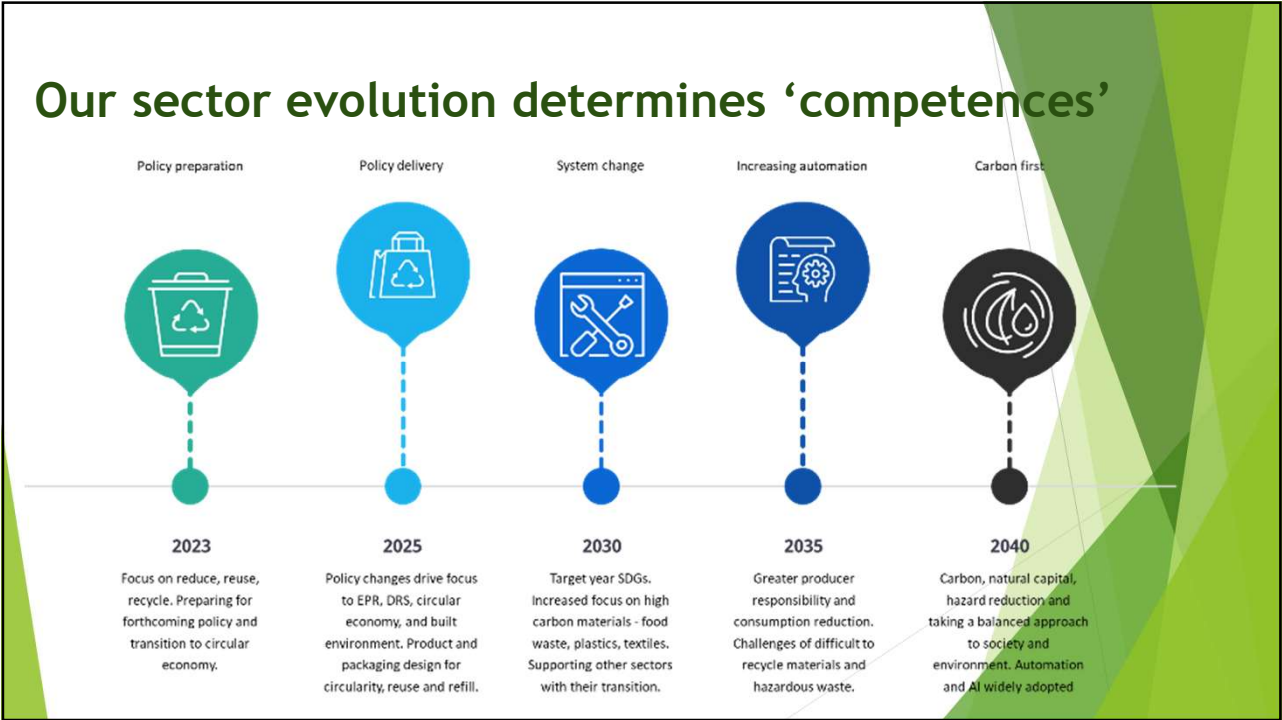 Our sector evolution determines ‘competences’
Policy preparation
Policy delivery
System change
Increasing automation
Carbon first
2023
Focus on reduce, reuse,
recycle. Preparing for
forthcoming policy and
transition to circular
economy.
2025
Policy changes drive focus
to EPR, DRS, circular
economy, and built
environment. Product and
packaging design for
circularity, reuse and refill.
2030
Target year SDGs.
Increased focus on high
carbon materials - food
waste, plastics, textiles.
Supporting other sectors
with their transition.
2035
Greater producer
responsibility and
consumption reduction.
Challenges of difficult to
recycle materials and
hazardous waste.
2040
Carbon, natural capital,
hazard reduction and
taking a balanced approach
to society and
environment. Automation
and AI widely adopted